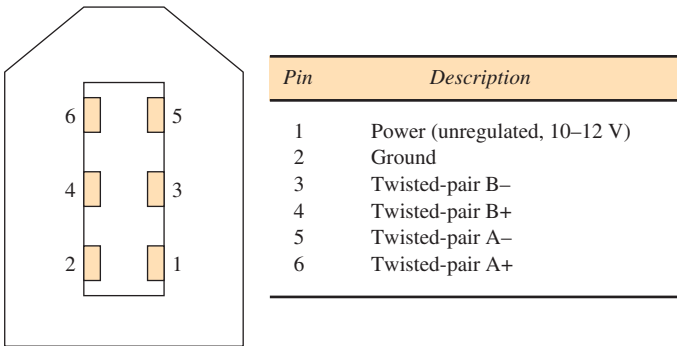 6 5
4 3
2 1
Pin Description
1 Power (unregulated, 10–12 V)
2 Ground
3 Twisted-pair B–
4 Twisted-pair B+
5 Twisted-pair A–
6 Twisted-pair A+